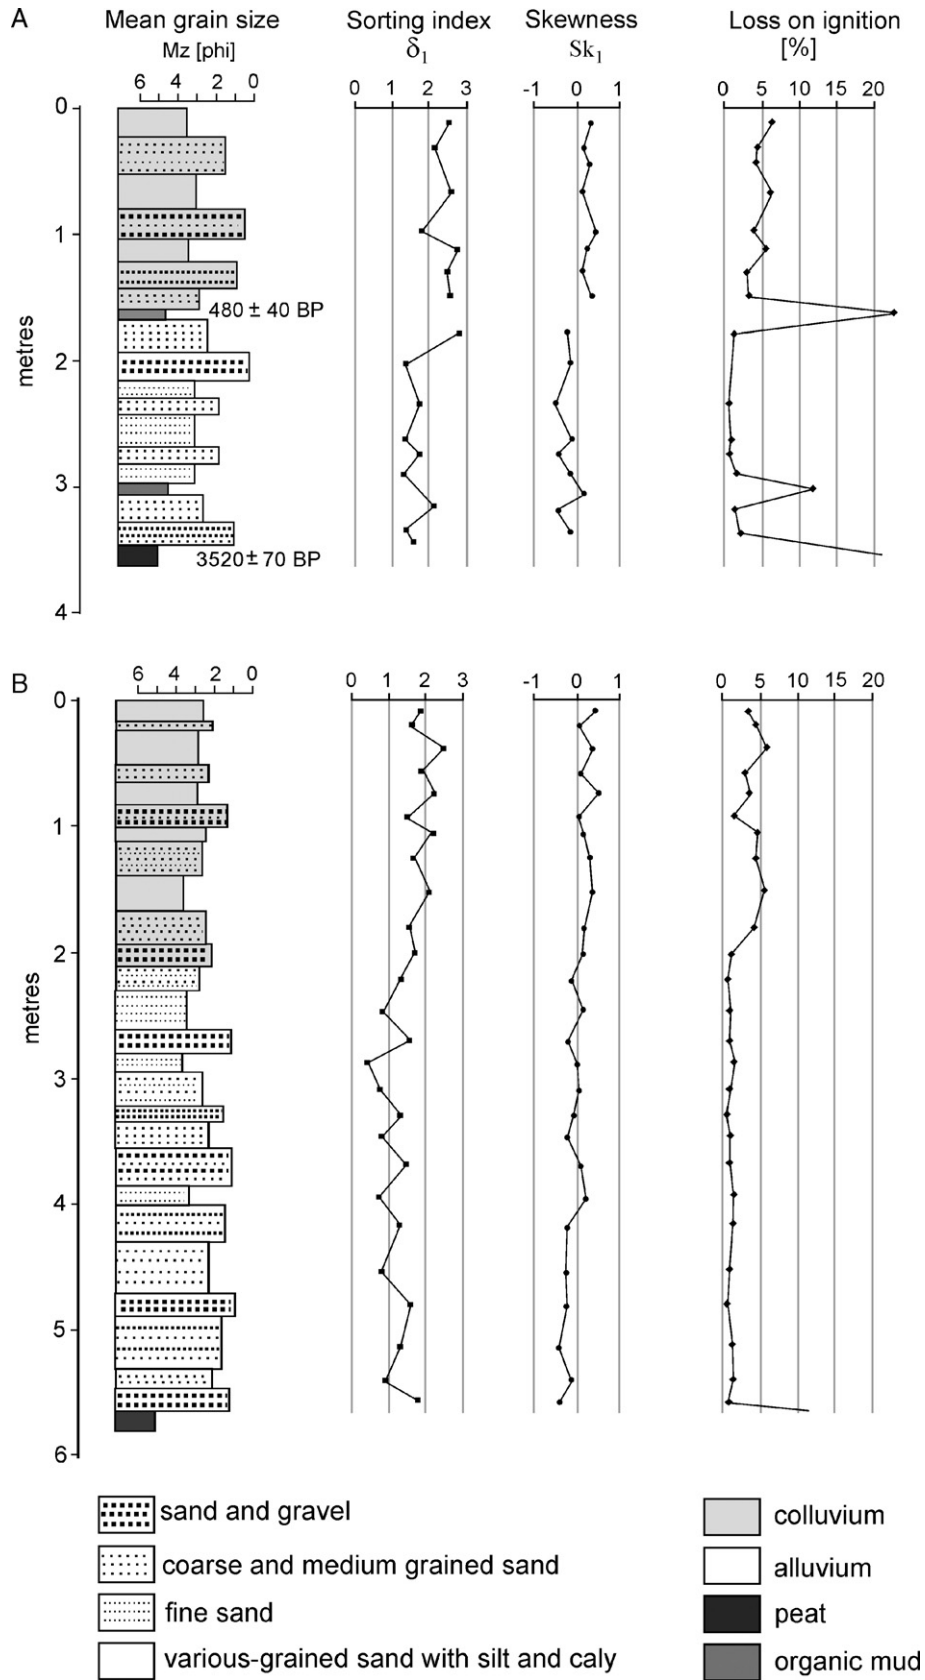 A Mean grain size Sorting index Skewness Loss on ignition
Mz [phi] δ1 Sk1 [%]
6 4 2 0 0 1 2 3 -1 0 1 0 5 10 15 20
0
1
480 ± 40 BP
2
metres
3
3520 ± 70 BP
4
B 6 4 2 0 0 1 2 3 -1 0 1 0 5 10 15 20
0
1
2
metres
3
4
5
6
sand and gravel colluvium
coarse and medium grained sand alluvium
fine sand peat
various-grained sand with silt and caly organic mud